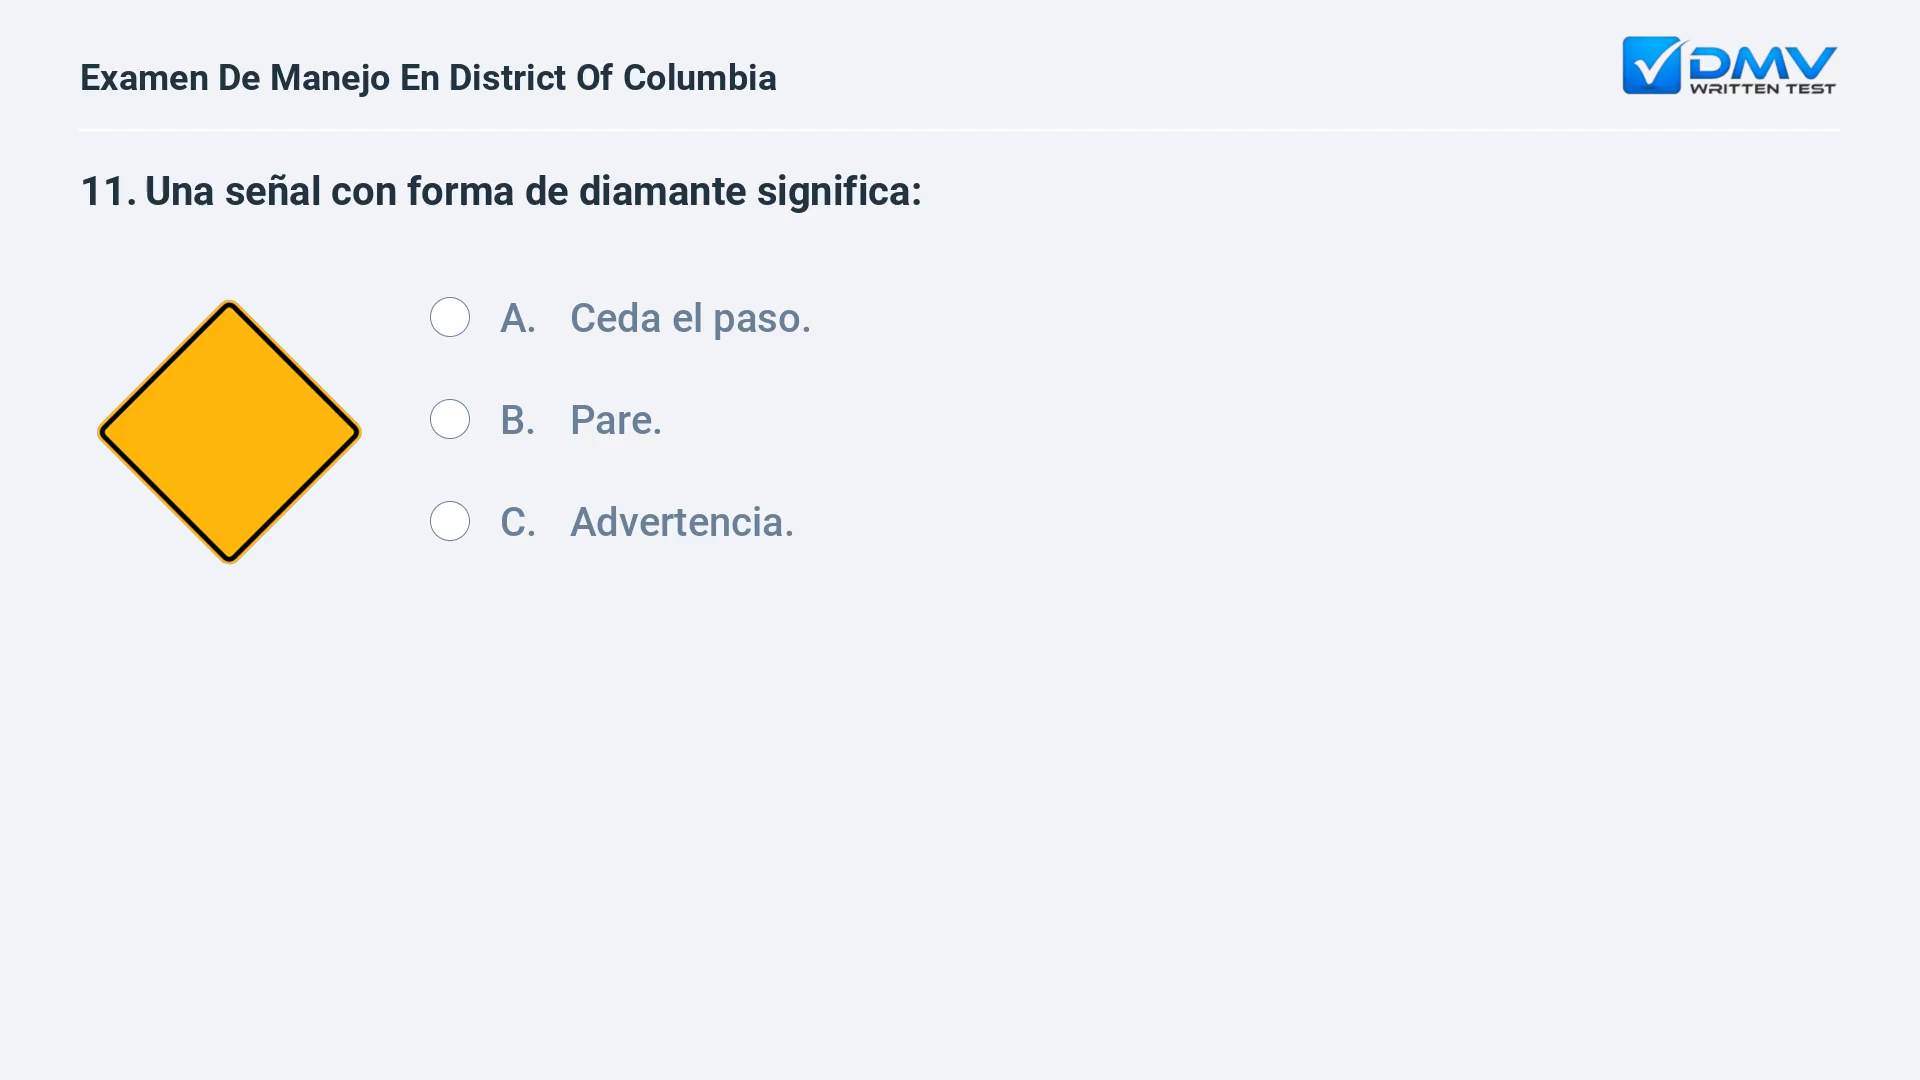 Examen De Manejo En District Of Columbia
DMV
WRITTEN TEST
11. Una señal con forma de diamante significa:
A. Ceda el paso.
B. Pare.
C. Advertencia.